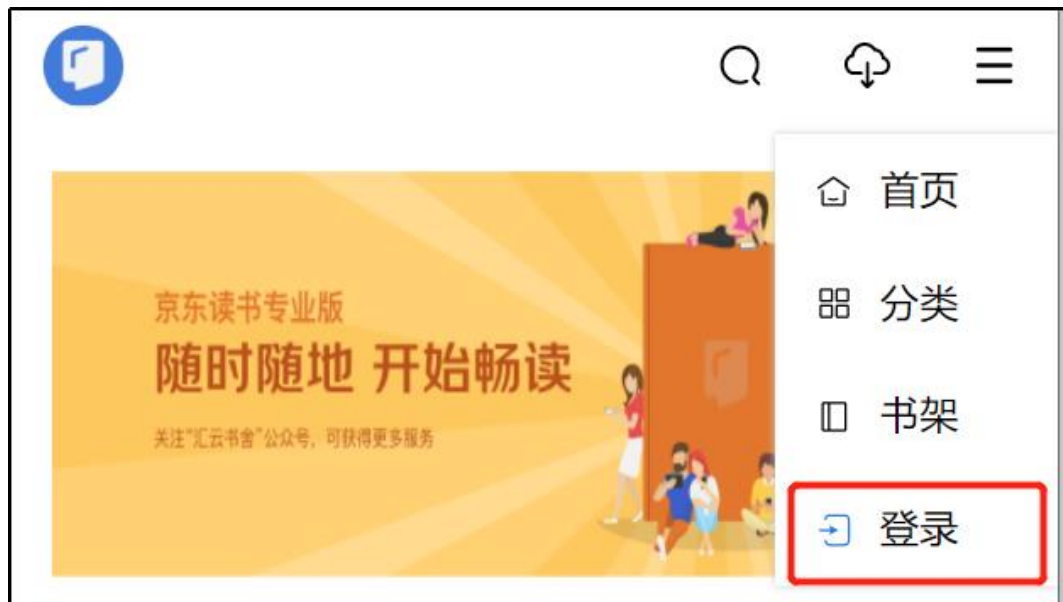 首页
分类
书架
登录
京东读书专业版
随时随地 开始畅读
关注“汇云书舍”公众号，可获得更多服务